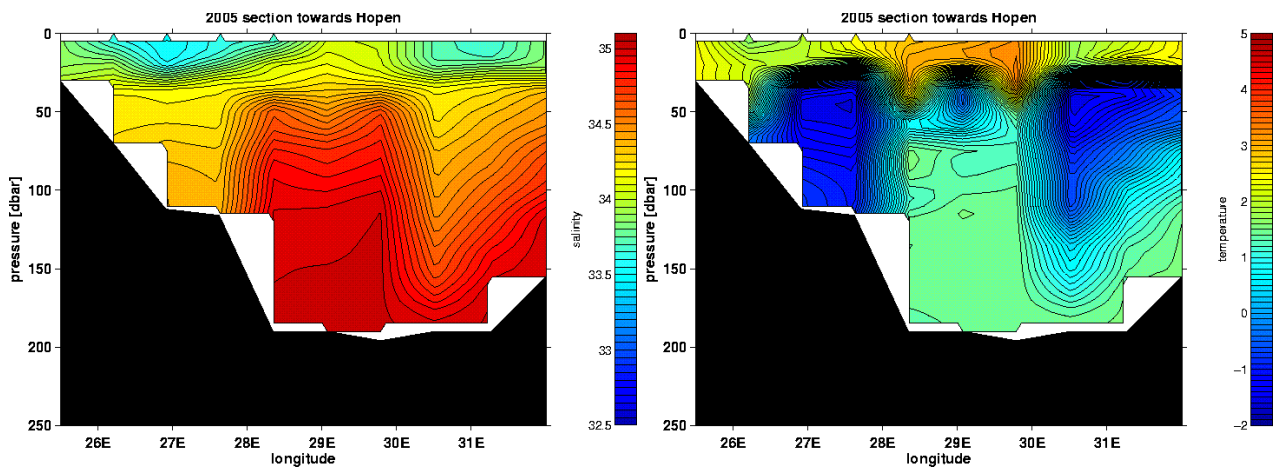 2005 section towards Hopen
0
50
100
150
200
250
pressure [dbar]
26E 27E 28E 29E 30E 31E
longitude
35
34.5
34
33.5
33
32.5
salinity
2005 section towards Hopen
0
50
100
150
200
250
pressure [dbar]
26E 27E 28E 29E 30E 31E
longitude
5
4
3
2
1
0
−1
−2
temperature